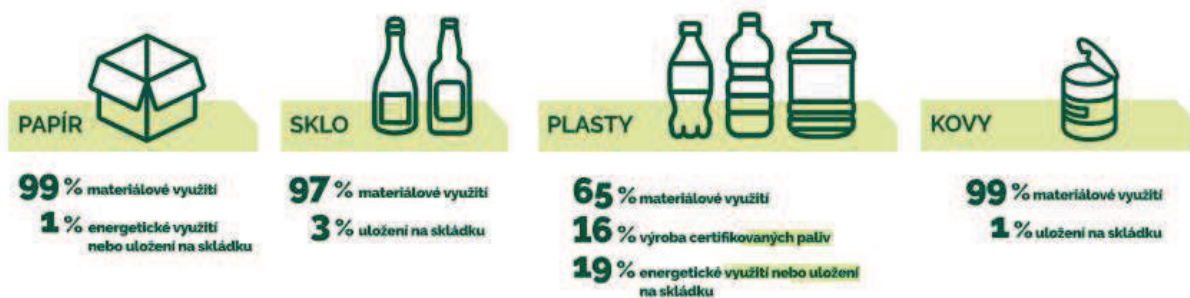 PAPÍR
99 % materiálové využití
1 % energetické využití
nebo uložení na skládku
SKLO
97 % materiálové využití
3 % uložení na skládku
PLASTY
65 % materiálové využití
16 % výroba certifikovaných paliv
19 % energetické využití nebo uložení
na skládku
KOVY
99 % materiálové využití
1 % uložení na skládku